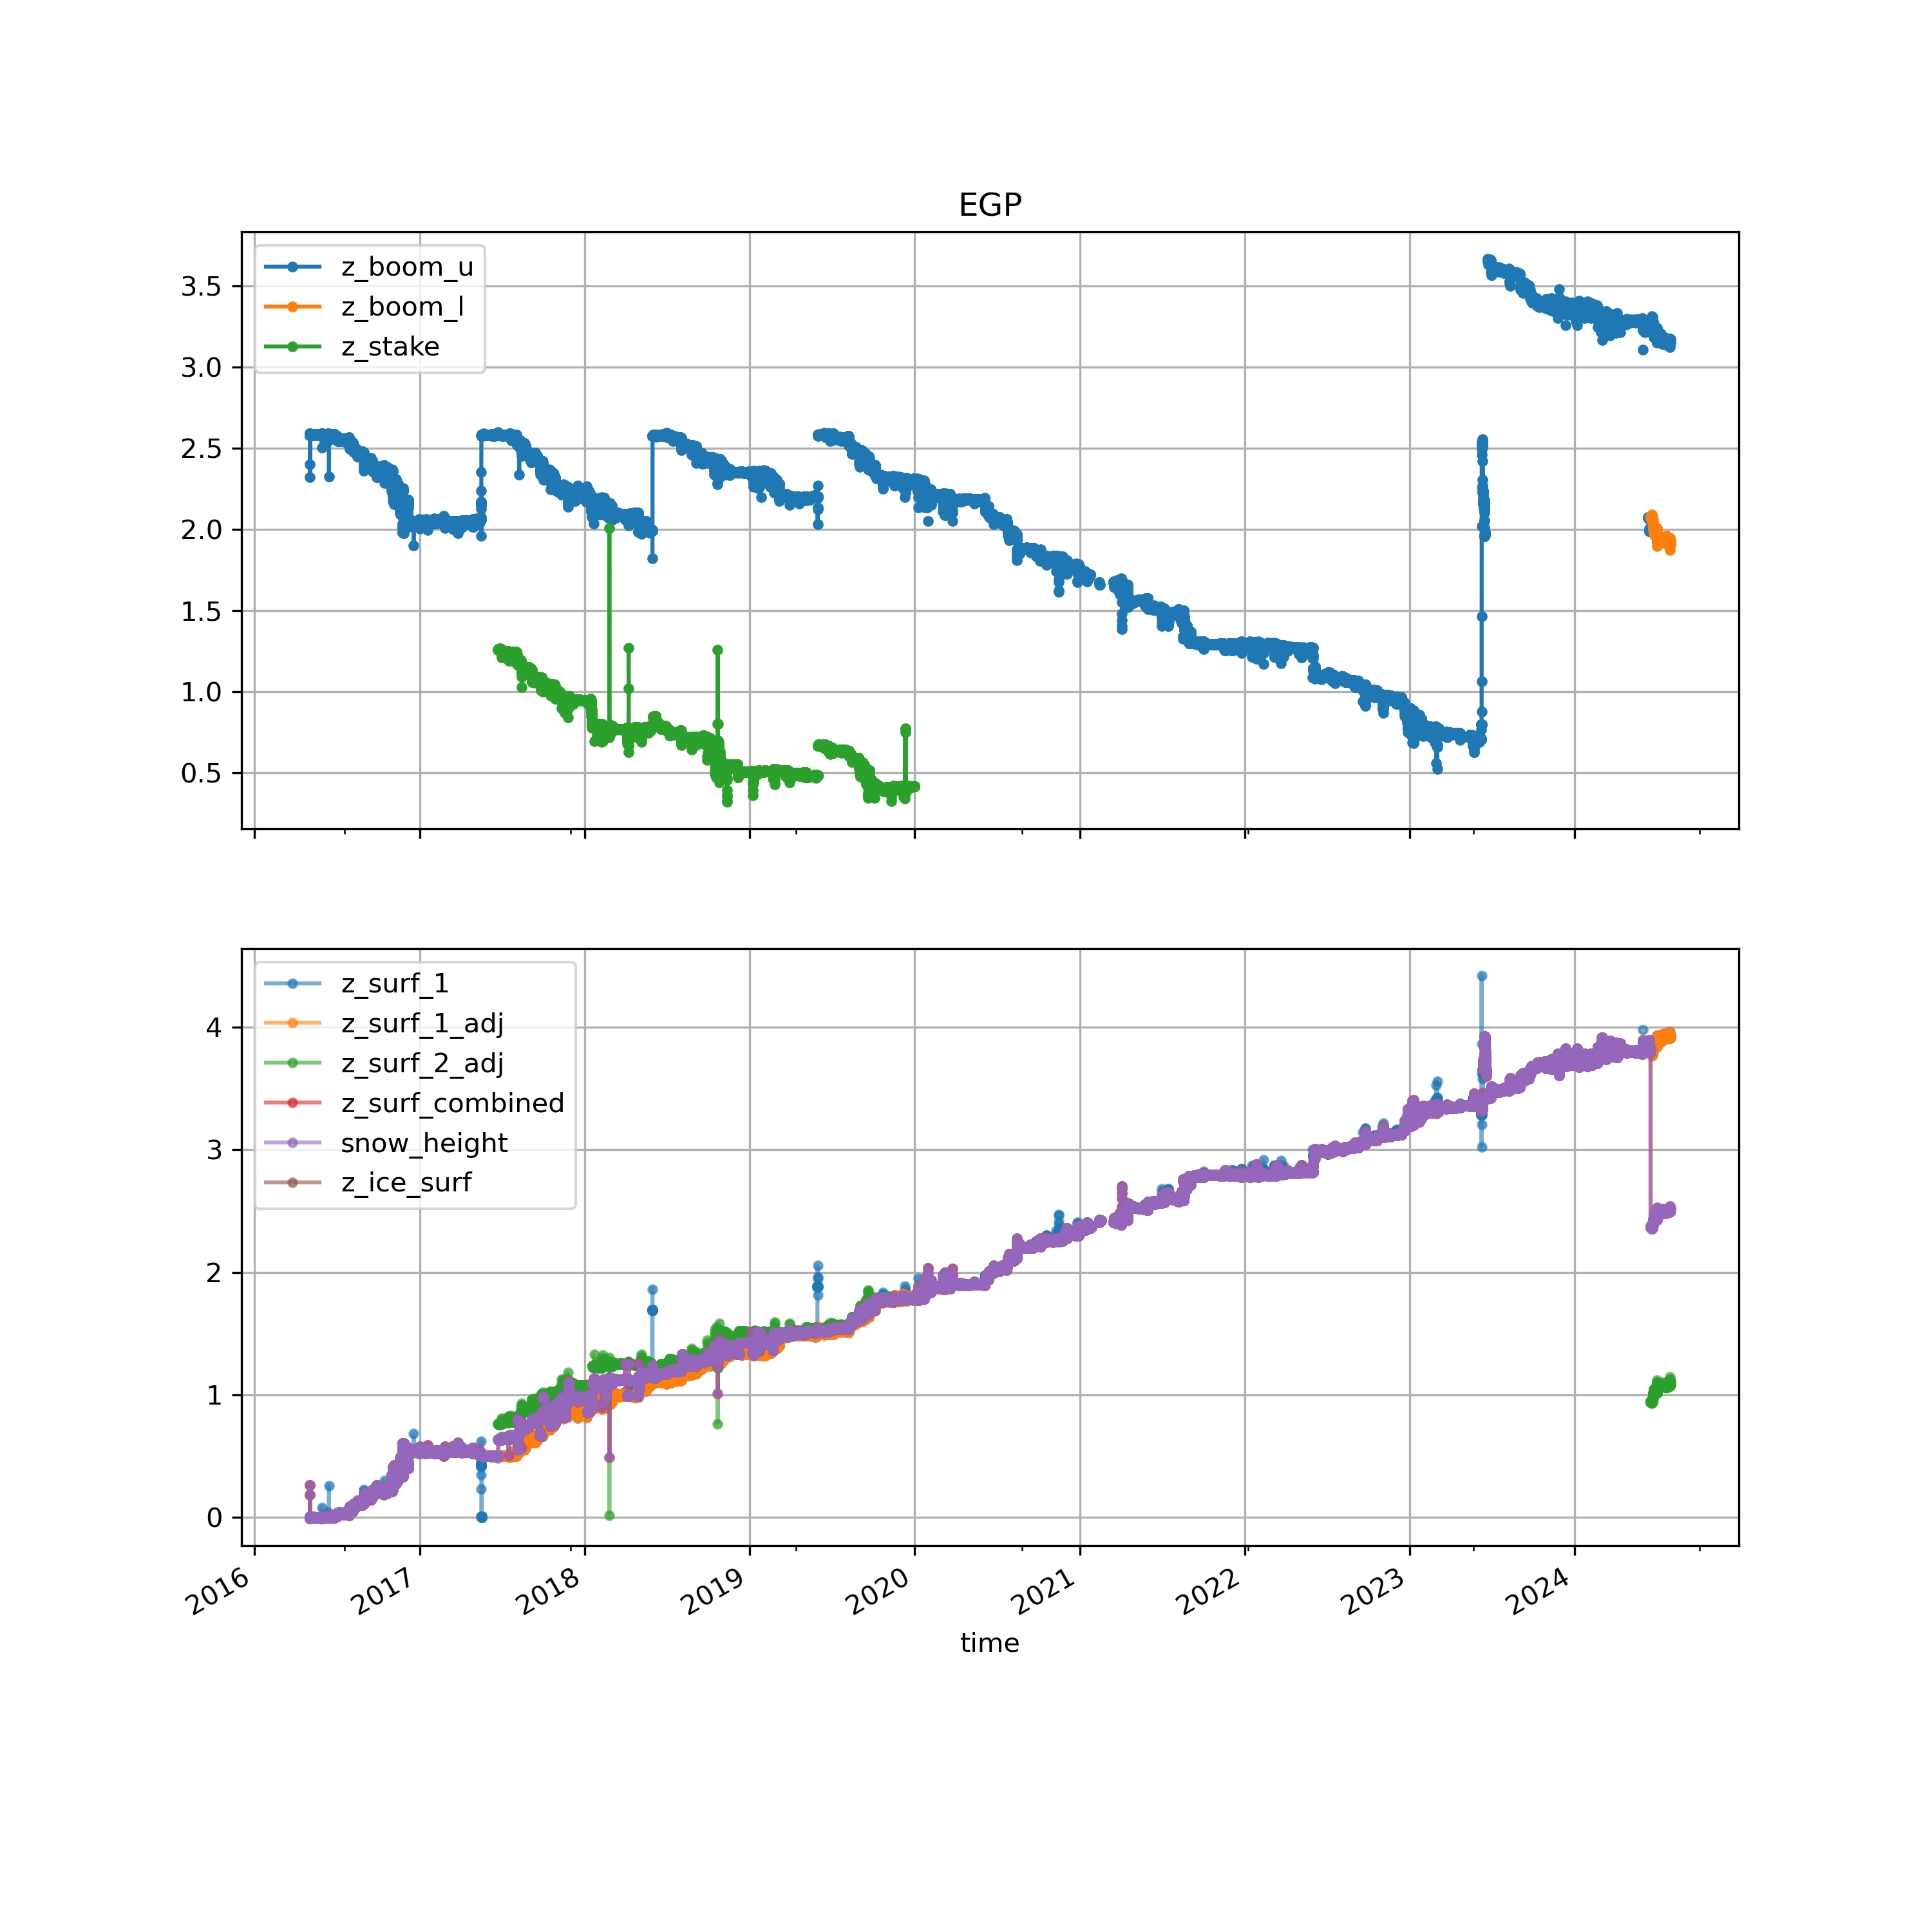 EGP
z_boom_u
z_boom_l
z_stake
3.5
3.0
2.5
2.0
1.5
1.0
0.5
z_surf_1
z_surf_1_adj
z_surf_2_adj
z_surf_combined
snow_height
z_ice_surf
4
3
2
1
0
2016 2017 2018 2019 2020 2021 2022 2023 2024
time